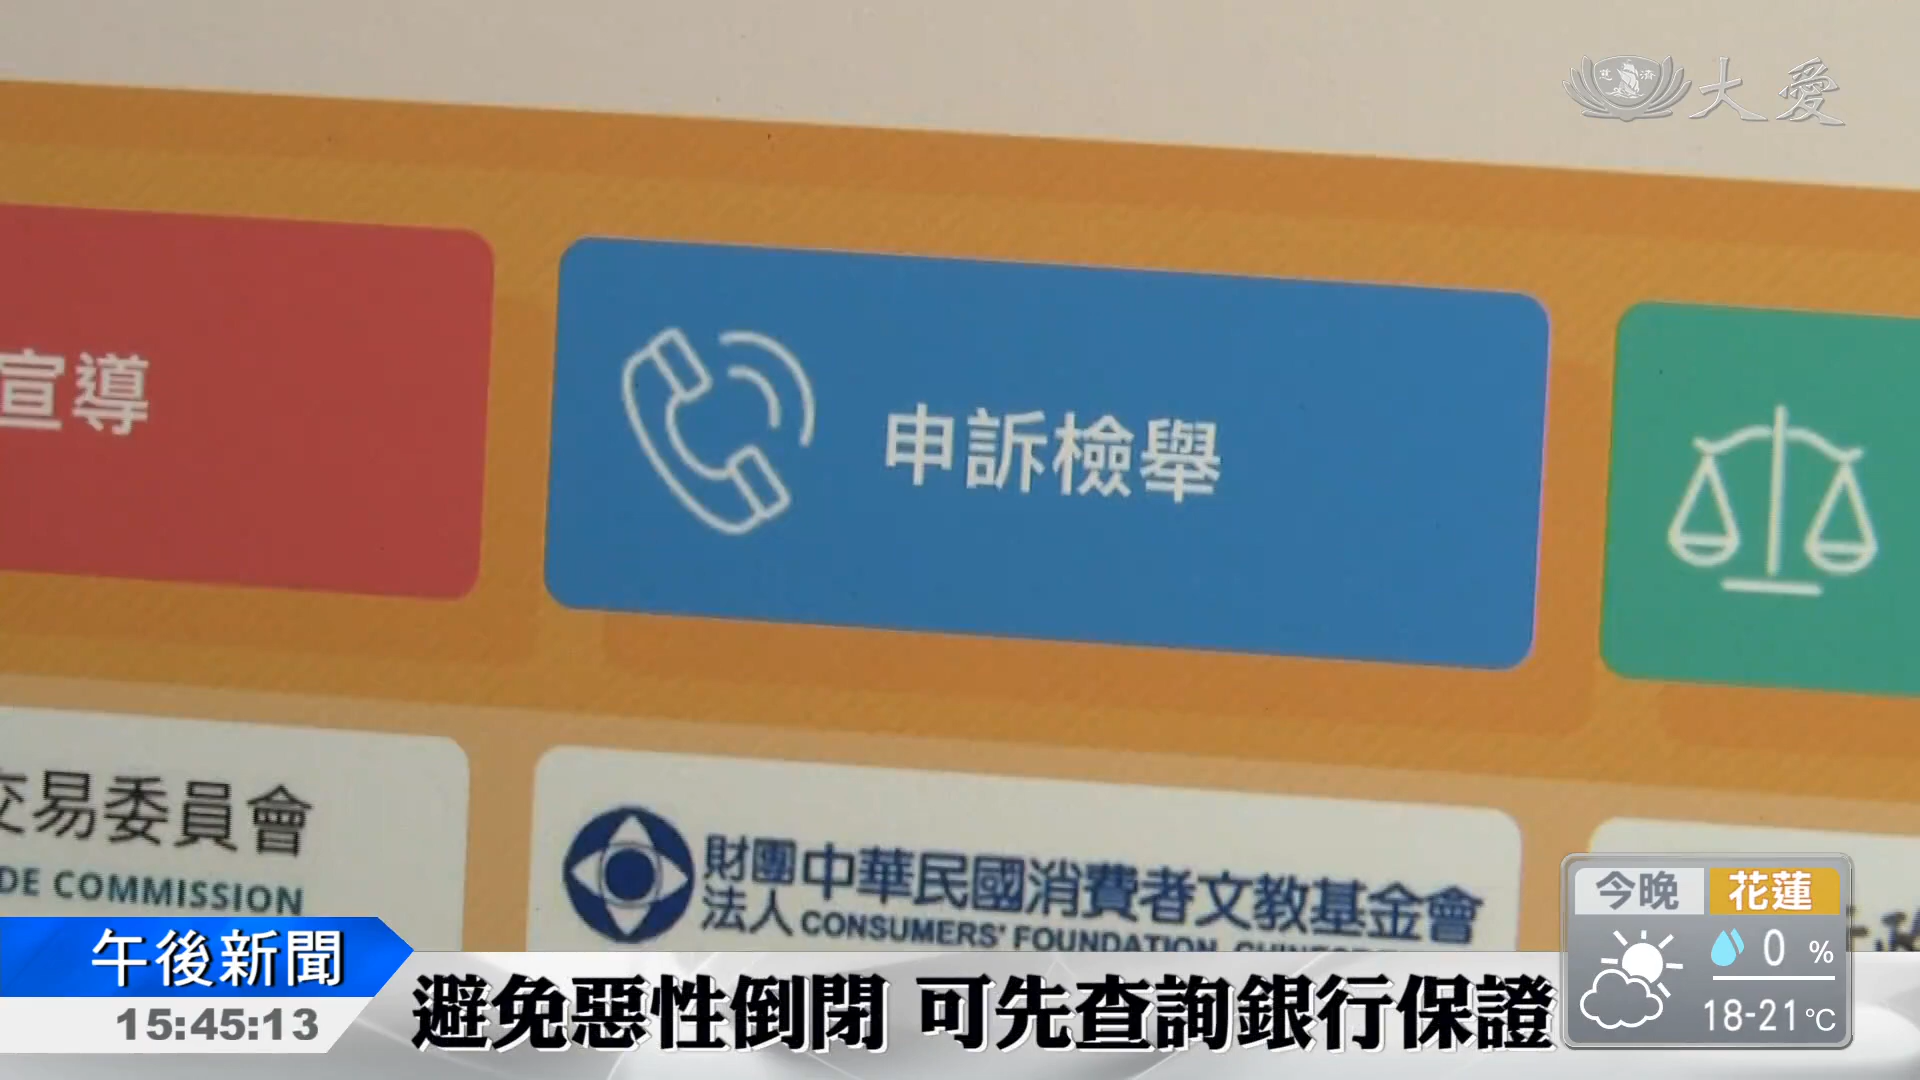 慈濟
大愛
宣導
申訴檢舉
交易委員會
DE COMMISSION
財團法人 中華民國消費者文教基金會
CONSUMERS' FOUNDATION
今晚 花蓮
0 %
18-21°C
午後新聞
15:45:13
避免惡性倒閉 可先查詢銀行保證